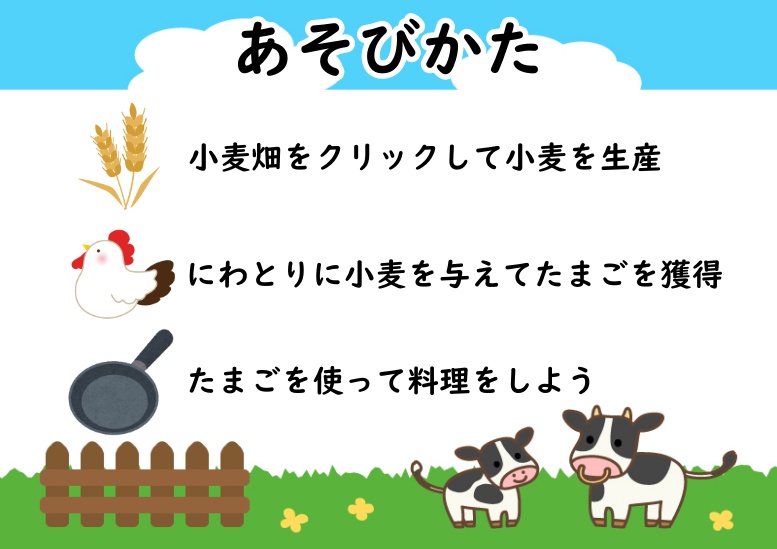 あそびかた
小麦畑をクリックして小麦を生産
にわとりに小麦を与えてたまごを獲得
たまごを使って料理をしよう